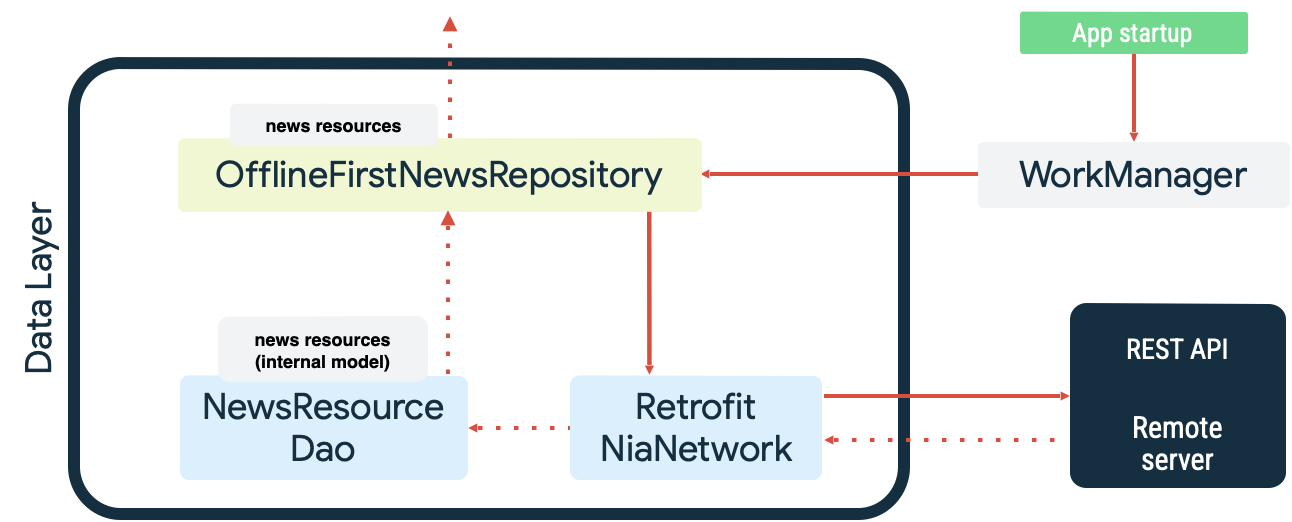 App startup
news resources
OfflineFirstNewsRepository
WorkManager
Data Layer
news resources
(internal model)
NewsResource
Dao
Retrofit
NiaNetwork
REST API
Remote
server